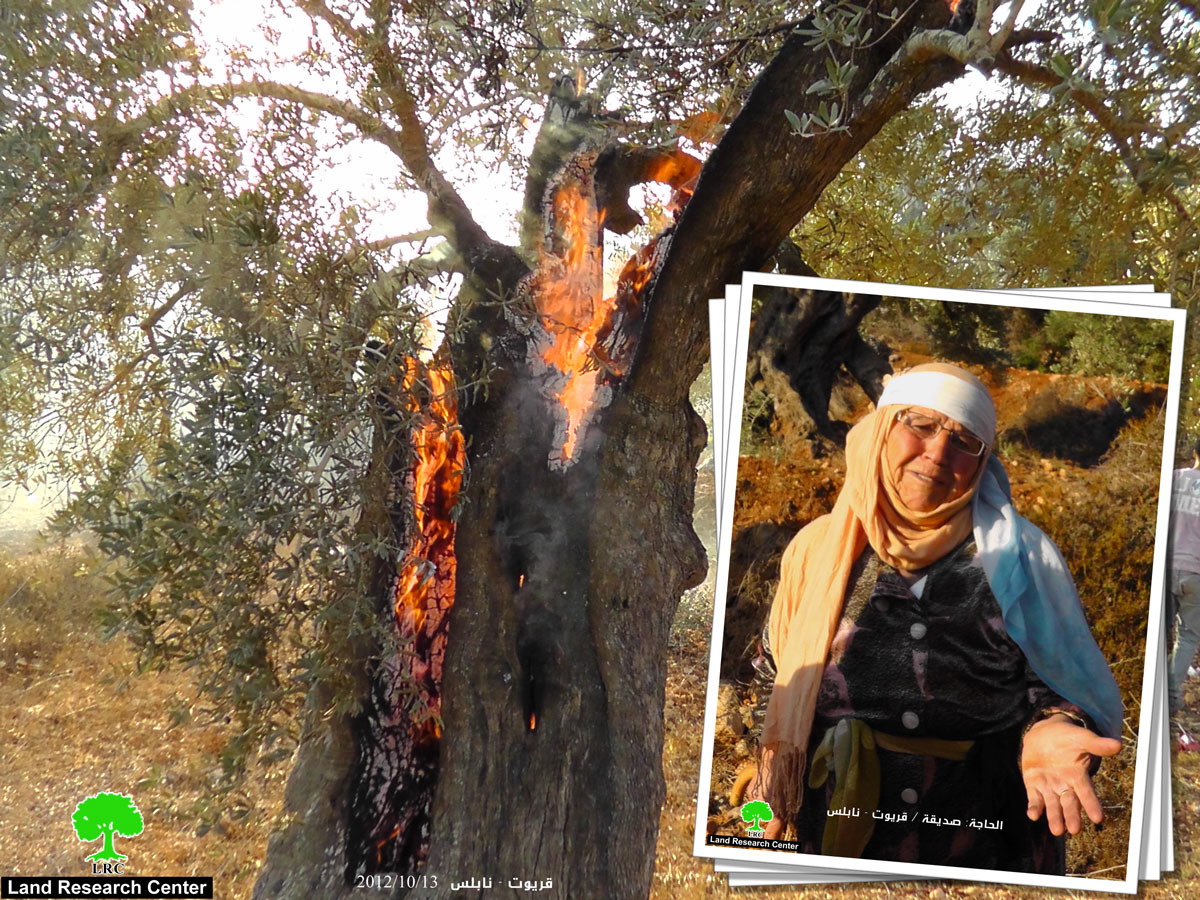 الحاجة: صديقة / قريوت - نابلس
LRC
Land Research Center
LRC
Land Research Center
2012/10/13 قريوت - نابلس